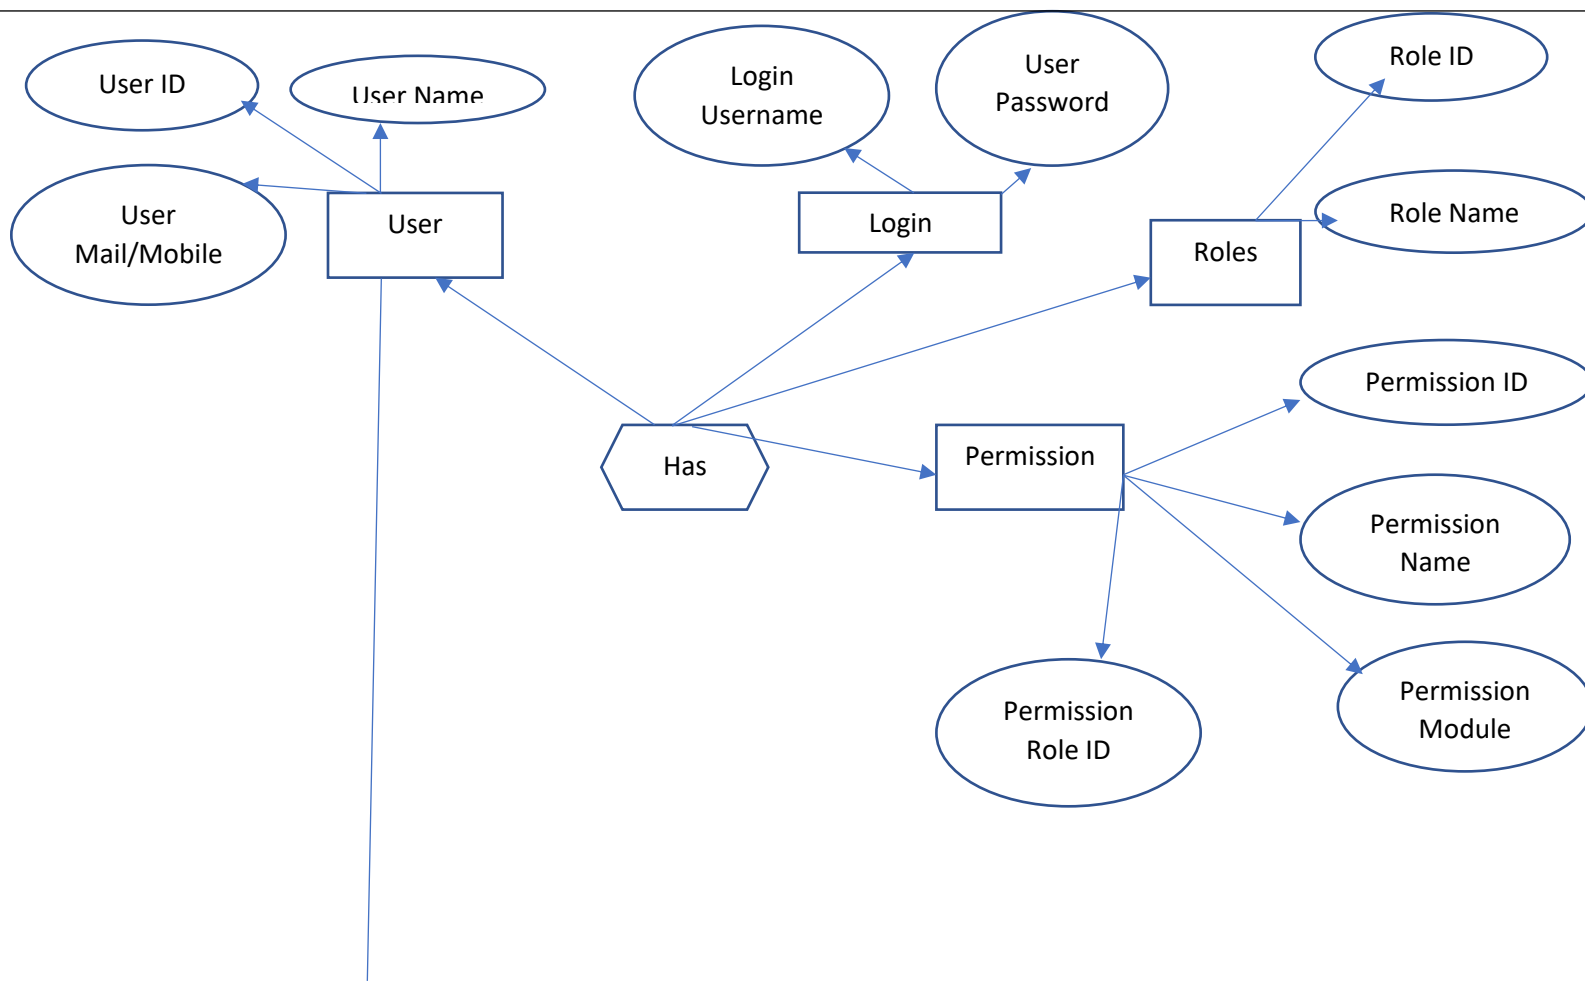 User ID
User Name
Login
Username
User
Password
Role ID
User
Mail/Mobile
User
Login
Roles
Role Name
Permission ID
Has
Permission
Permission
Name
Permission
Role ID
Permission
Module